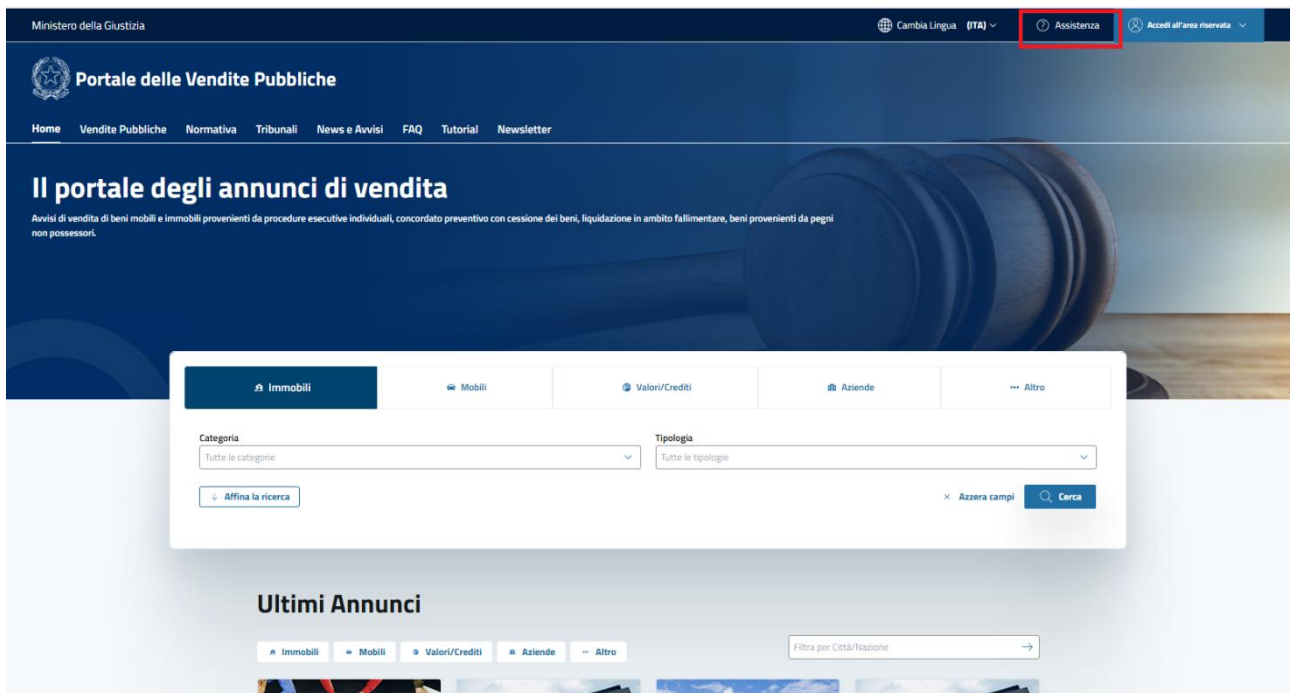 Ministero della Giustizia
Cambia Lingua (ITA)
Assistenza
Accedi all'area riservata
Portale delle Vendite Pubbliche
Home Vendite Pubbliche Normativa Tribunali News e Avvisi FAQ Tutorial Newsletter
Il portale degli annunci di vendita
Avvisi di vendita di beni mobili e immobili provenienti da procedure esecutive individuali, concordato preventivo con cessione dei beni, liquidazione in ambito fallimentare, beni provenienti da pegni
non possessori.
Immobili Mobili Valori/Crediti Aziende Altro
Categoria Tipologia
Tutte le categorie Tutte le tipologie
Affina la ricerca Azzera campi Cerca
Ultimi Annunci
Immobili Mobili Valori/Crediti Aziende Altro Filtra per Città/Nazione